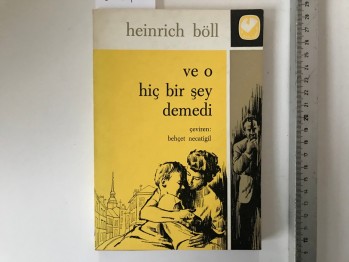 heinrich böll
ve o
hiç bir şey
demedi
çeviren:
behçet necatigil